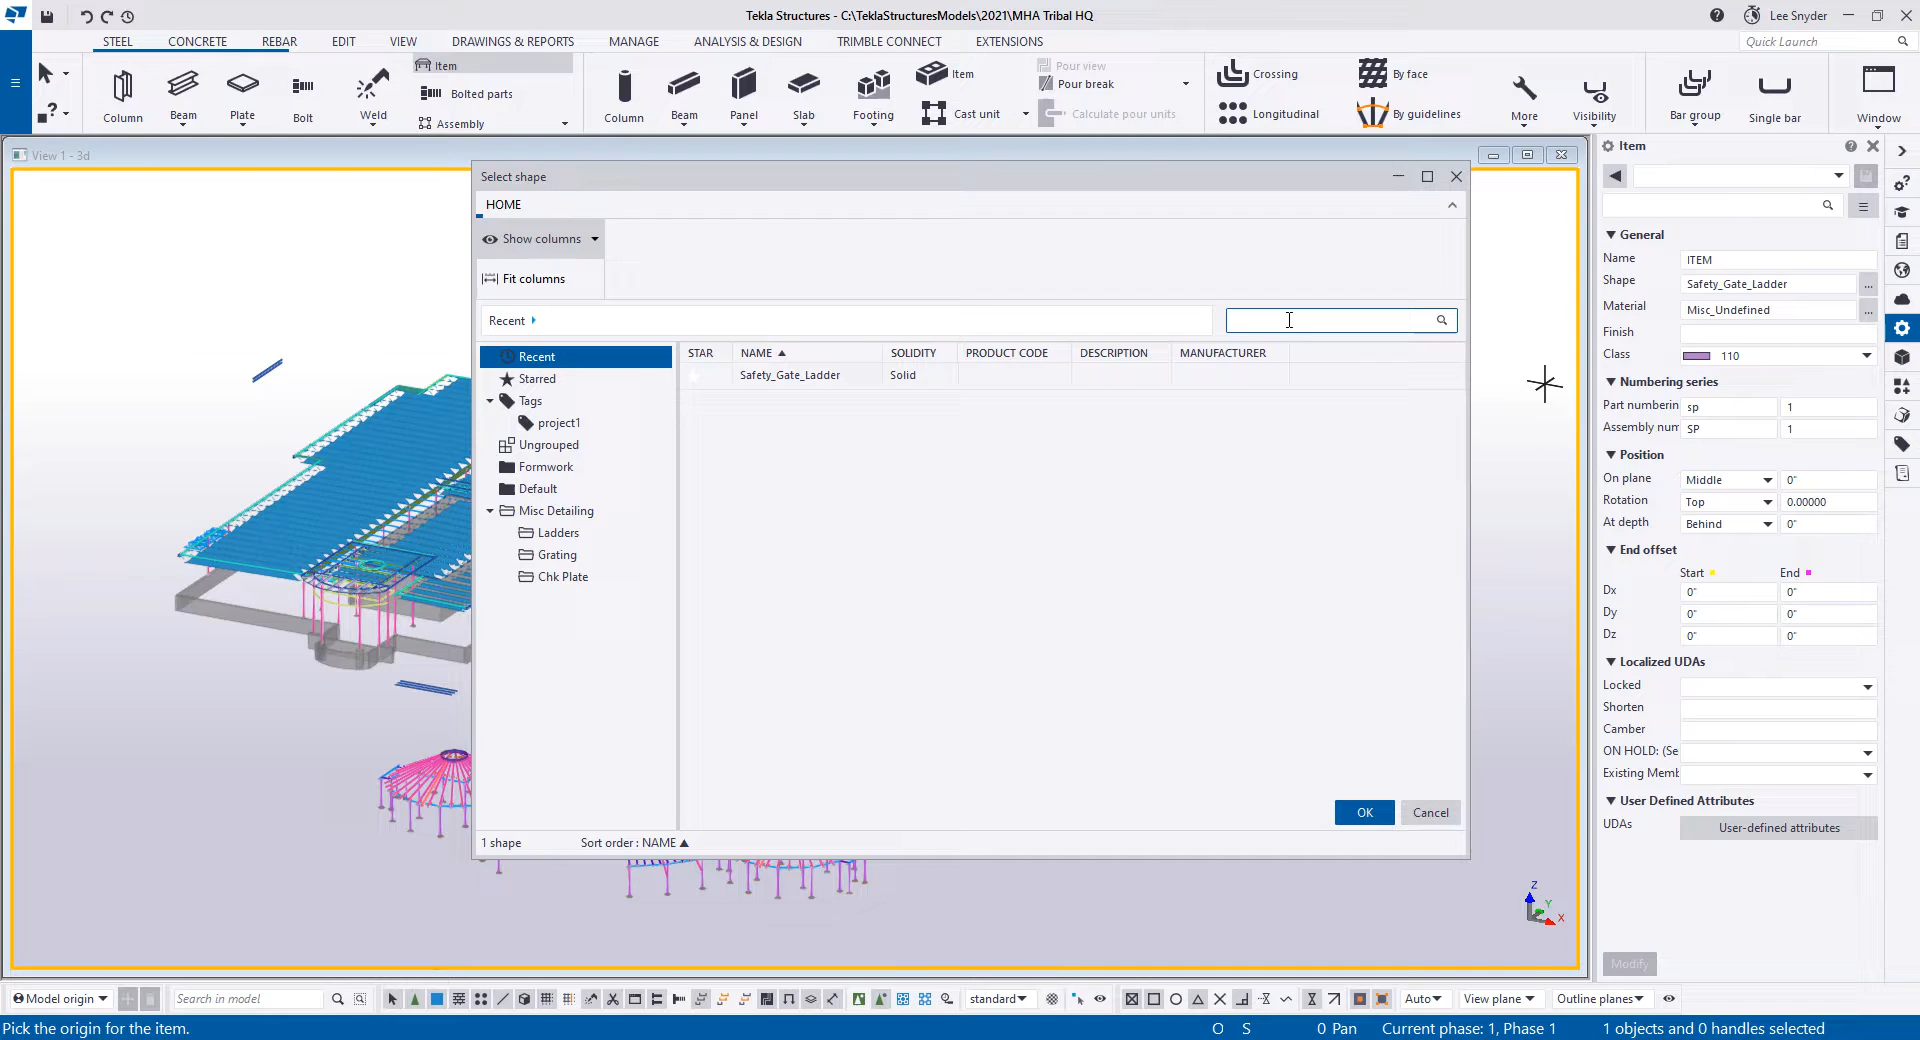 Tekla Structures - C:\TeklaStructuresModels\2021\MHA Tribal HQ
Lee Snyder
STEEL CONCRETE REBAR EDIT VIEW DRAWINGS & REPORTS MANAGE ANALYSIS & DESIGN TRIMBLE CONNECT EXTENSIONS
Quick Launch
Column
Beam
Plate
Bolt
Weld
Item
Bolted parts
Assembly
Column
Beam
Panel
Slab
Footing
Item
Cast unit
Pour view
Pour break
Calculate pour units
Crossing
Longitudinal
By face
By guidelines
More
Visibility
Bar group
Single bar
Window
View 1 - 3d
Select shape
HOME
Show columns
Fit columns
Recent
STAR NAME SOLIDITY PRODUCT CODE DESCRIPTION MANUFACTURER
Safety_Gate_Ladder Solid
Recent
Starred
Tags
project1
Ungrouped
Formwork
Default
Misc Detailing
Ladders
Grating
Chk Plate
OK Cancel
1 shape Sort order : NAME
Z
Y
X
Item
General
Name ITEM
Shape Safety_Gate_Ladder ...
Material Misc_Undefined ...
Finish
Class 110
Numbering series
Part numberin sp 1
Assembly num SP 1
Position
On plane Middle 0"
Rotation Top 0.00000
At depth Behind 0"
End offset
Start End
Dx 0" 0"
Dy 0" 0"
Dz 0" 0"
Localized UDAs
Locked
Shorten
Camber
ON HOLD: (Se
Existing Memb
User Defined Attributes
UDAs User-defined attributes
Modify
Model origin Search in model standard Auto View plane Outline planes
Pick the origin for the item. O S 0 Pan Current phase: 1, Phase 1 1 objects and 0 handles selected